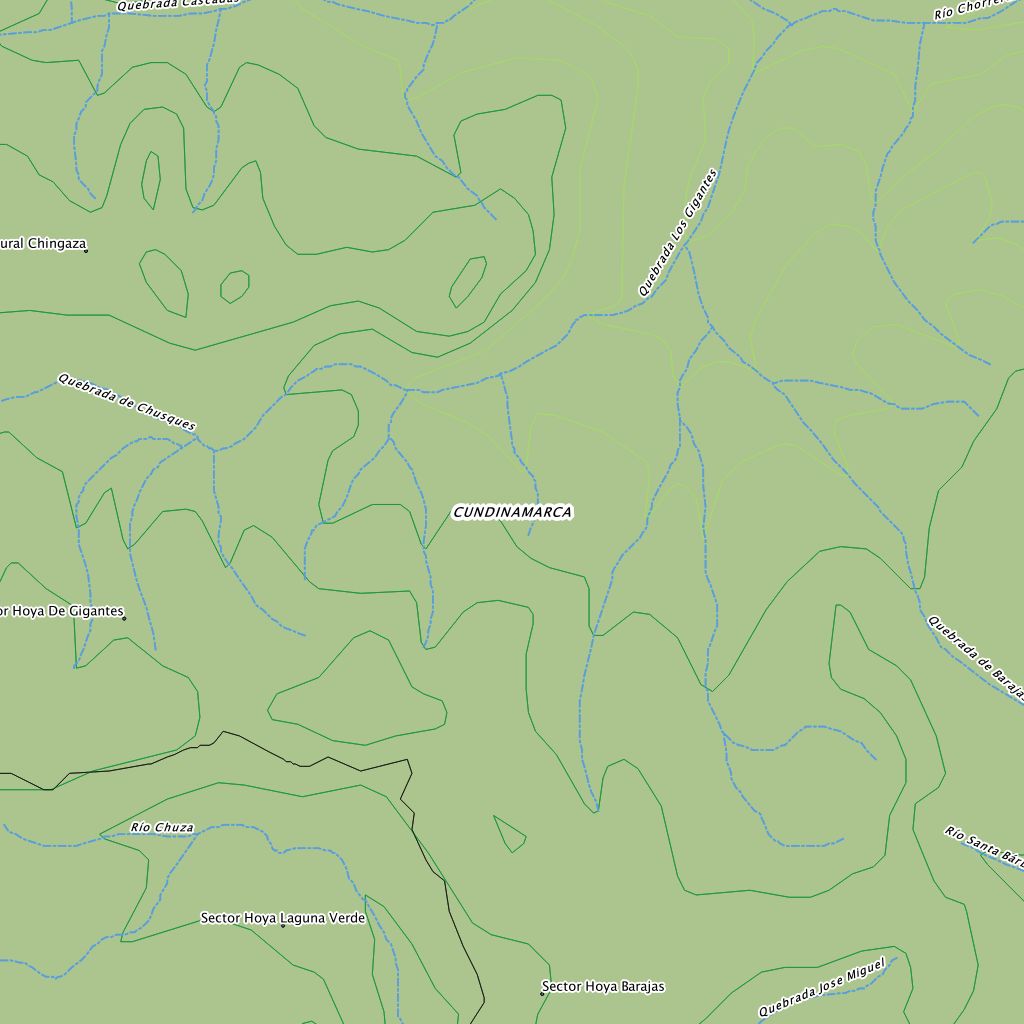 Quebrada Cascadas
Río Chorrer
Quebrada Los Gigantes
ural Chingaza
Quebrada de Chusques
CUNDINAMARCA
or Hoya De Gigantes
Quebrada de Barajas
Río Chuza
Río Santa Bárb
Sector Hoya Laguna Verde
Quebrada Jose Miguel
Sector Hoya Barajas